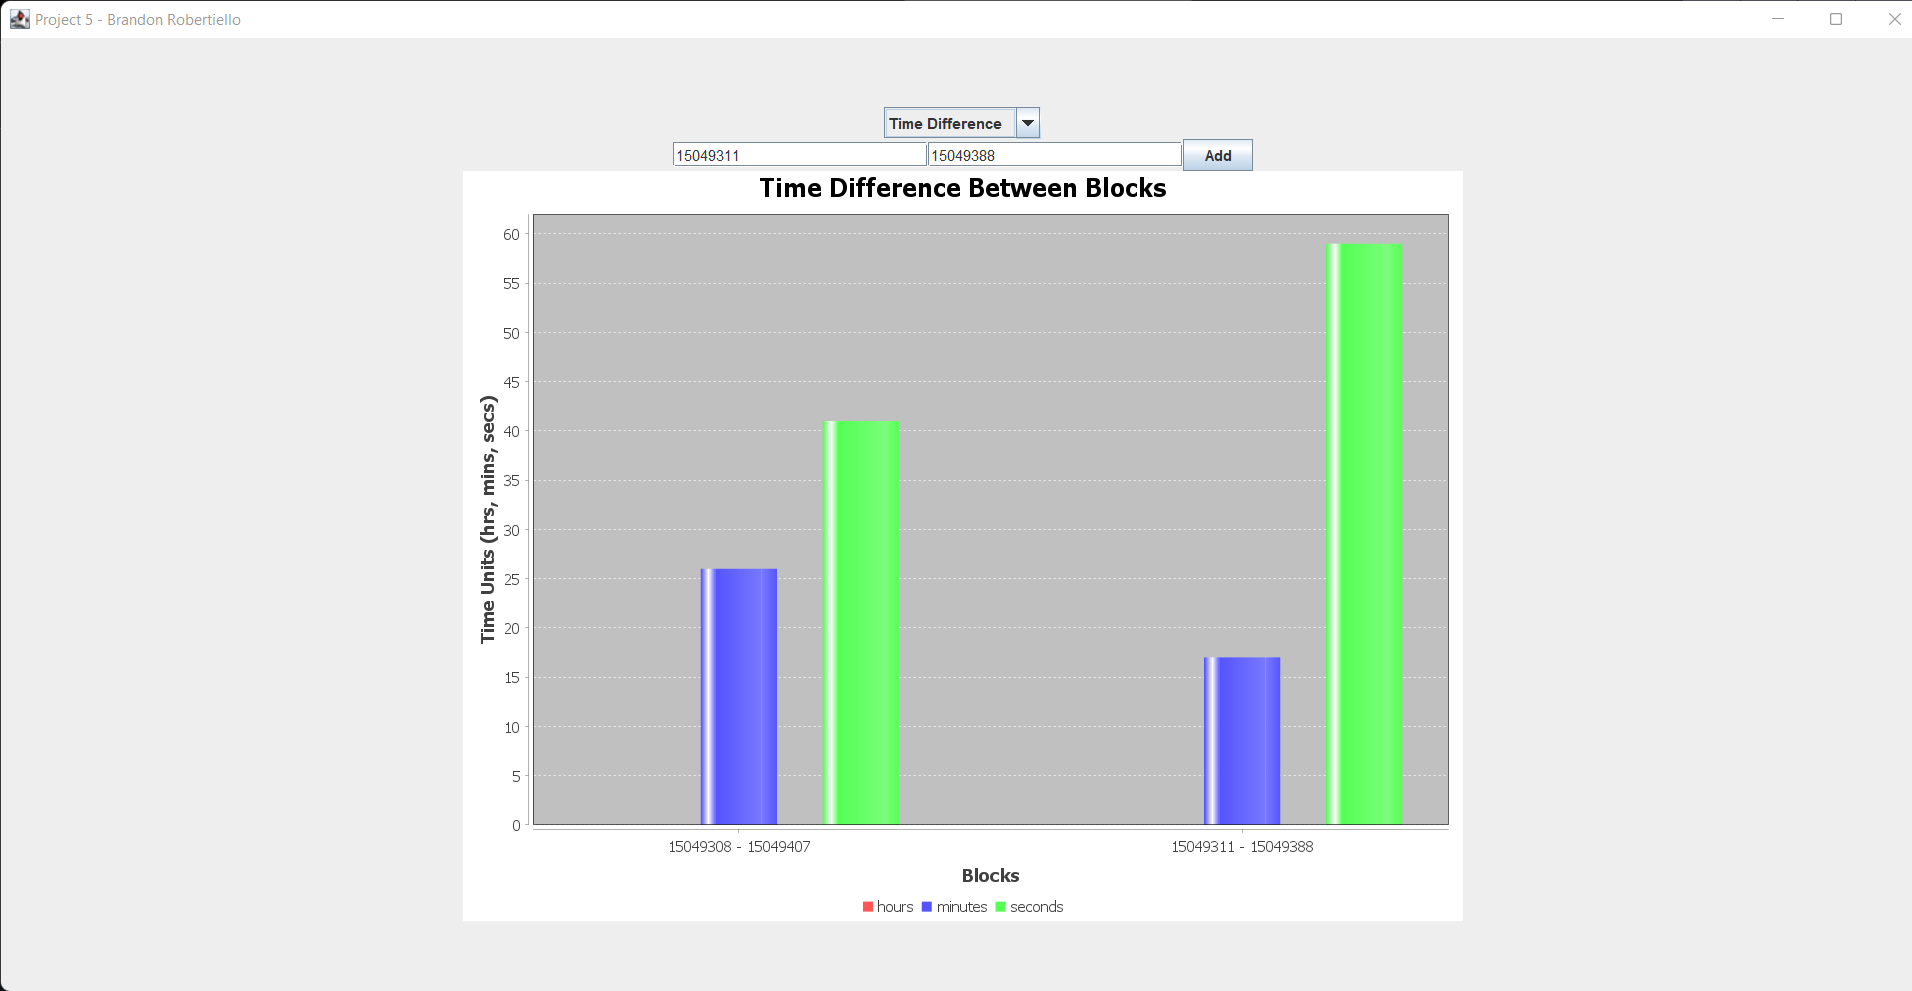 Project 5 - Brandon Robertiello
Time Difference
15049311 15049388 Add
Time Difference Between Blocks
Time Units (hrs, mins, secs)
60
55
50
45
40
35
30
25
20
15
10
5
0
15049308 - 15049407 15049311 - 15049388
Blocks
hours minutes seconds